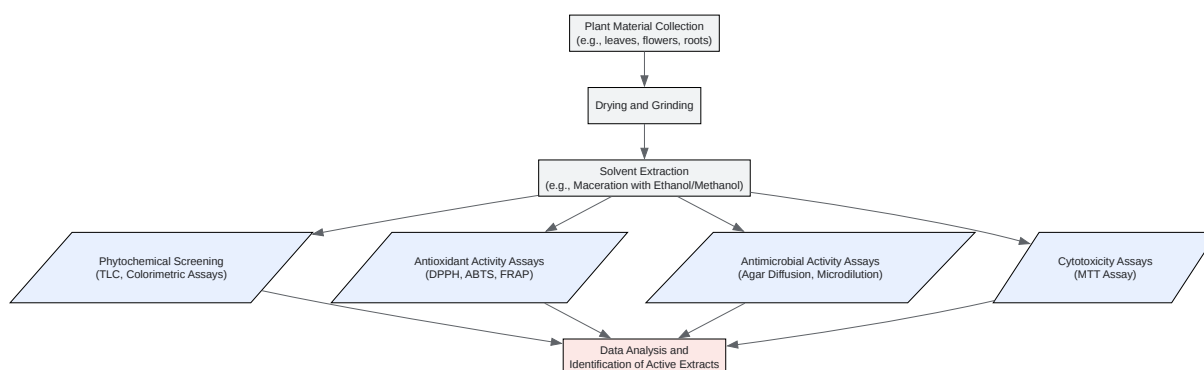 Plant Material Collection
(e.g., leaves, flowers, roots)
Drying and Grinding
Solvent Extraction
(e.g., Maceration with Ethanol/Methanol)
Phytochemical Screening
(TLC, Colorimetric Assays)
Antioxidant Activity Assays
(DPPH, ABTS, FRAP)
Antimicrobial Activity Assays
(Agar Diffusion, Microdilution)
Cytotoxicity Assays
(MTT Assay)
Data Analysis and
Identification of Active Extracts